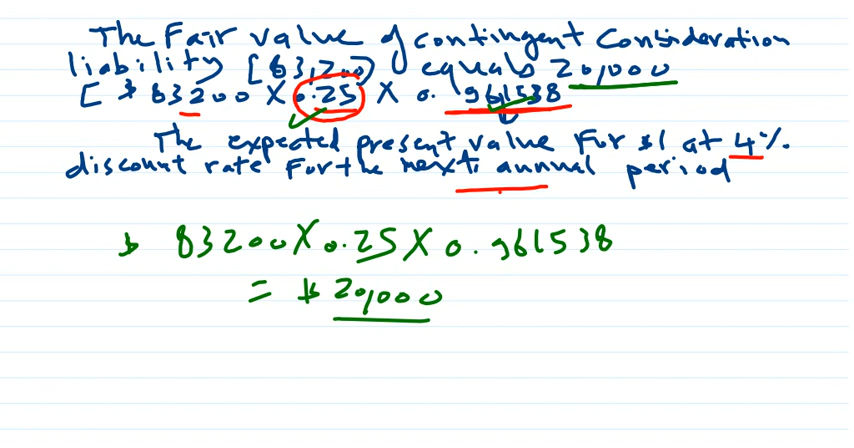 The Fair value of contingent consideration
liability [83,200) equals 20,000
[ $ 83200 X 0.25 X 0.961538
The expected present value For $1 at 4%.
discount rate For the next annual period
$ 83200 X 0.25 X 0.961538
= $ 20,000